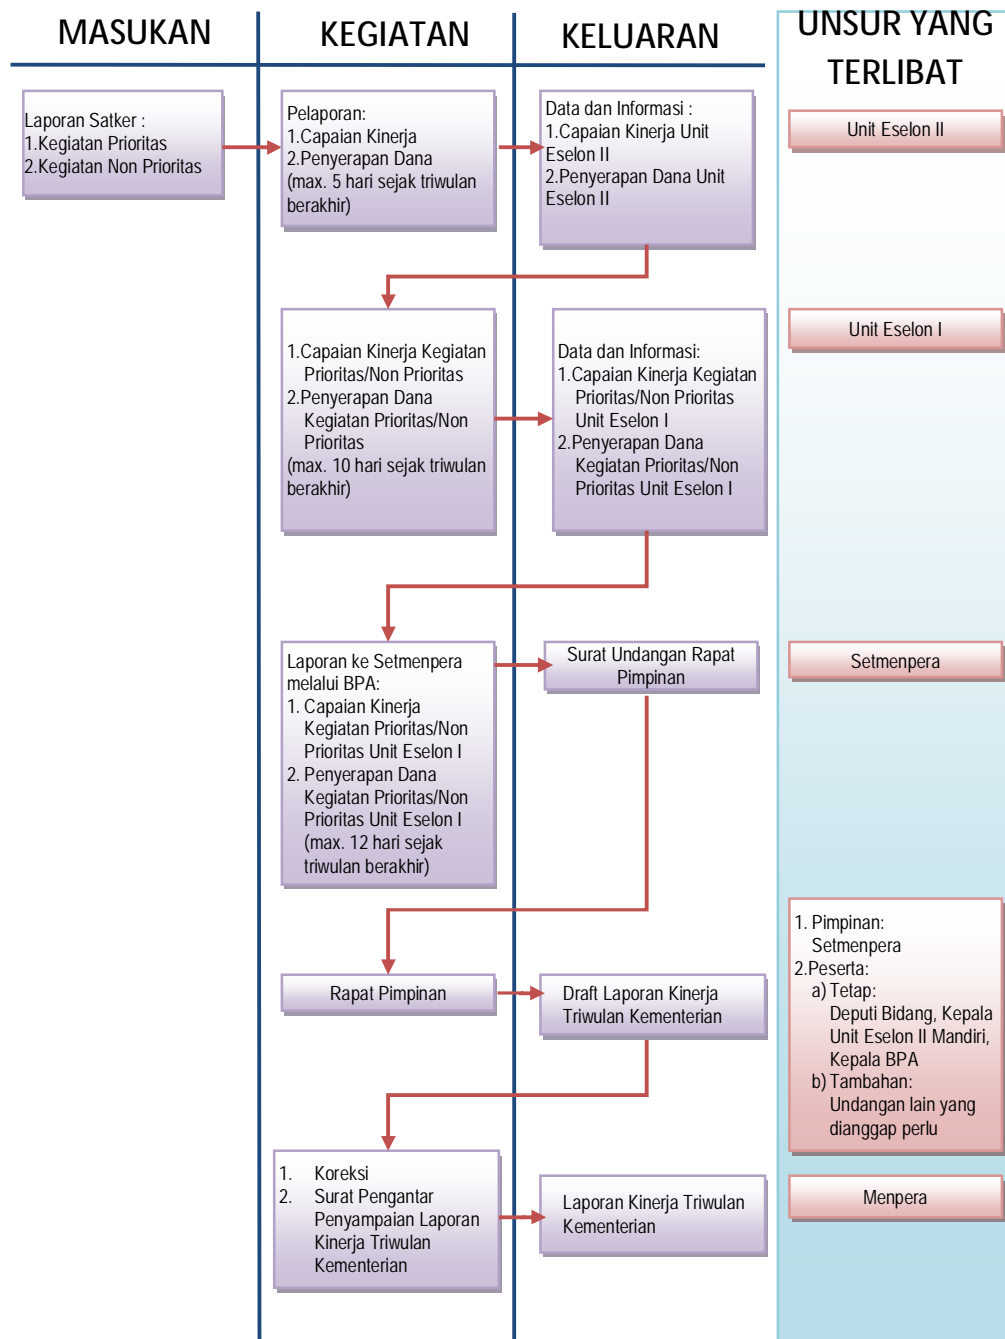 MASUKAN
KEGIATAN
KELUARAN
UNSUR YANG
TERLIBAT
Laporan Satker :
1.Kegiatan Prioritas
2.Kegiatan Non Prioritas
Pelaporan:
1.Capaian Kinerja
2.Penyerapan Dana
(max. 5 hari sejak triwulan
berakhir)
Data dan Informasi :
1.Capaian Kinerja Unit
Eselon II
2.Penyerapan Dana Unit
Eselon II
Unit Eselon II
1.Capaian Kinerja Kegiatan
Prioritas/Non Prioritas
2.Penyerapan Dana
Kegiatan Prioritas/Non
Prioritas
(max. 10 hari sejak triwulan
berakhir)
Data dan Informasi:
1.Capaian Kinerja Kegiatan
Prioritas/Non Prioritas
Unit Eselon I
2.Penyerapan Dana
Kegiatan Prioritas/Non
Prioritas Unit Eselon I
Unit Eselon I
Laporan ke Setmenpera
melalui BPA:
1. Capaian Kinerja
Kegiatan Prioritas/Non
Prioritas Unit Eselon I
2. Penyerapan Dana
Kegiatan Prioritas/Non
Prioritas Unit Eselon I
(max. 12 hari sejak
triwulan berakhir)
Surat Undangan Rapat
Pimpinan
Setmenpera
Rapat Pimpinan
Draft Laporan Kinerja
Triwulan Kementerian
1. Pimpinan:
Setmenpera
2.Peserta:
a) Tetap:
Deputi Bidang, Kepala
Unit Eselon II Mandiri,
Kepala BPA
b) Tambahan:
Undangan lain yang
dianggap perlu
1. Koreksi
2. Surat Pengantar
Penyampaian Laporan
Kinerja Triwulan
Kementerian
Laporan Kinerja Triwulan
Kementerian
Menpera